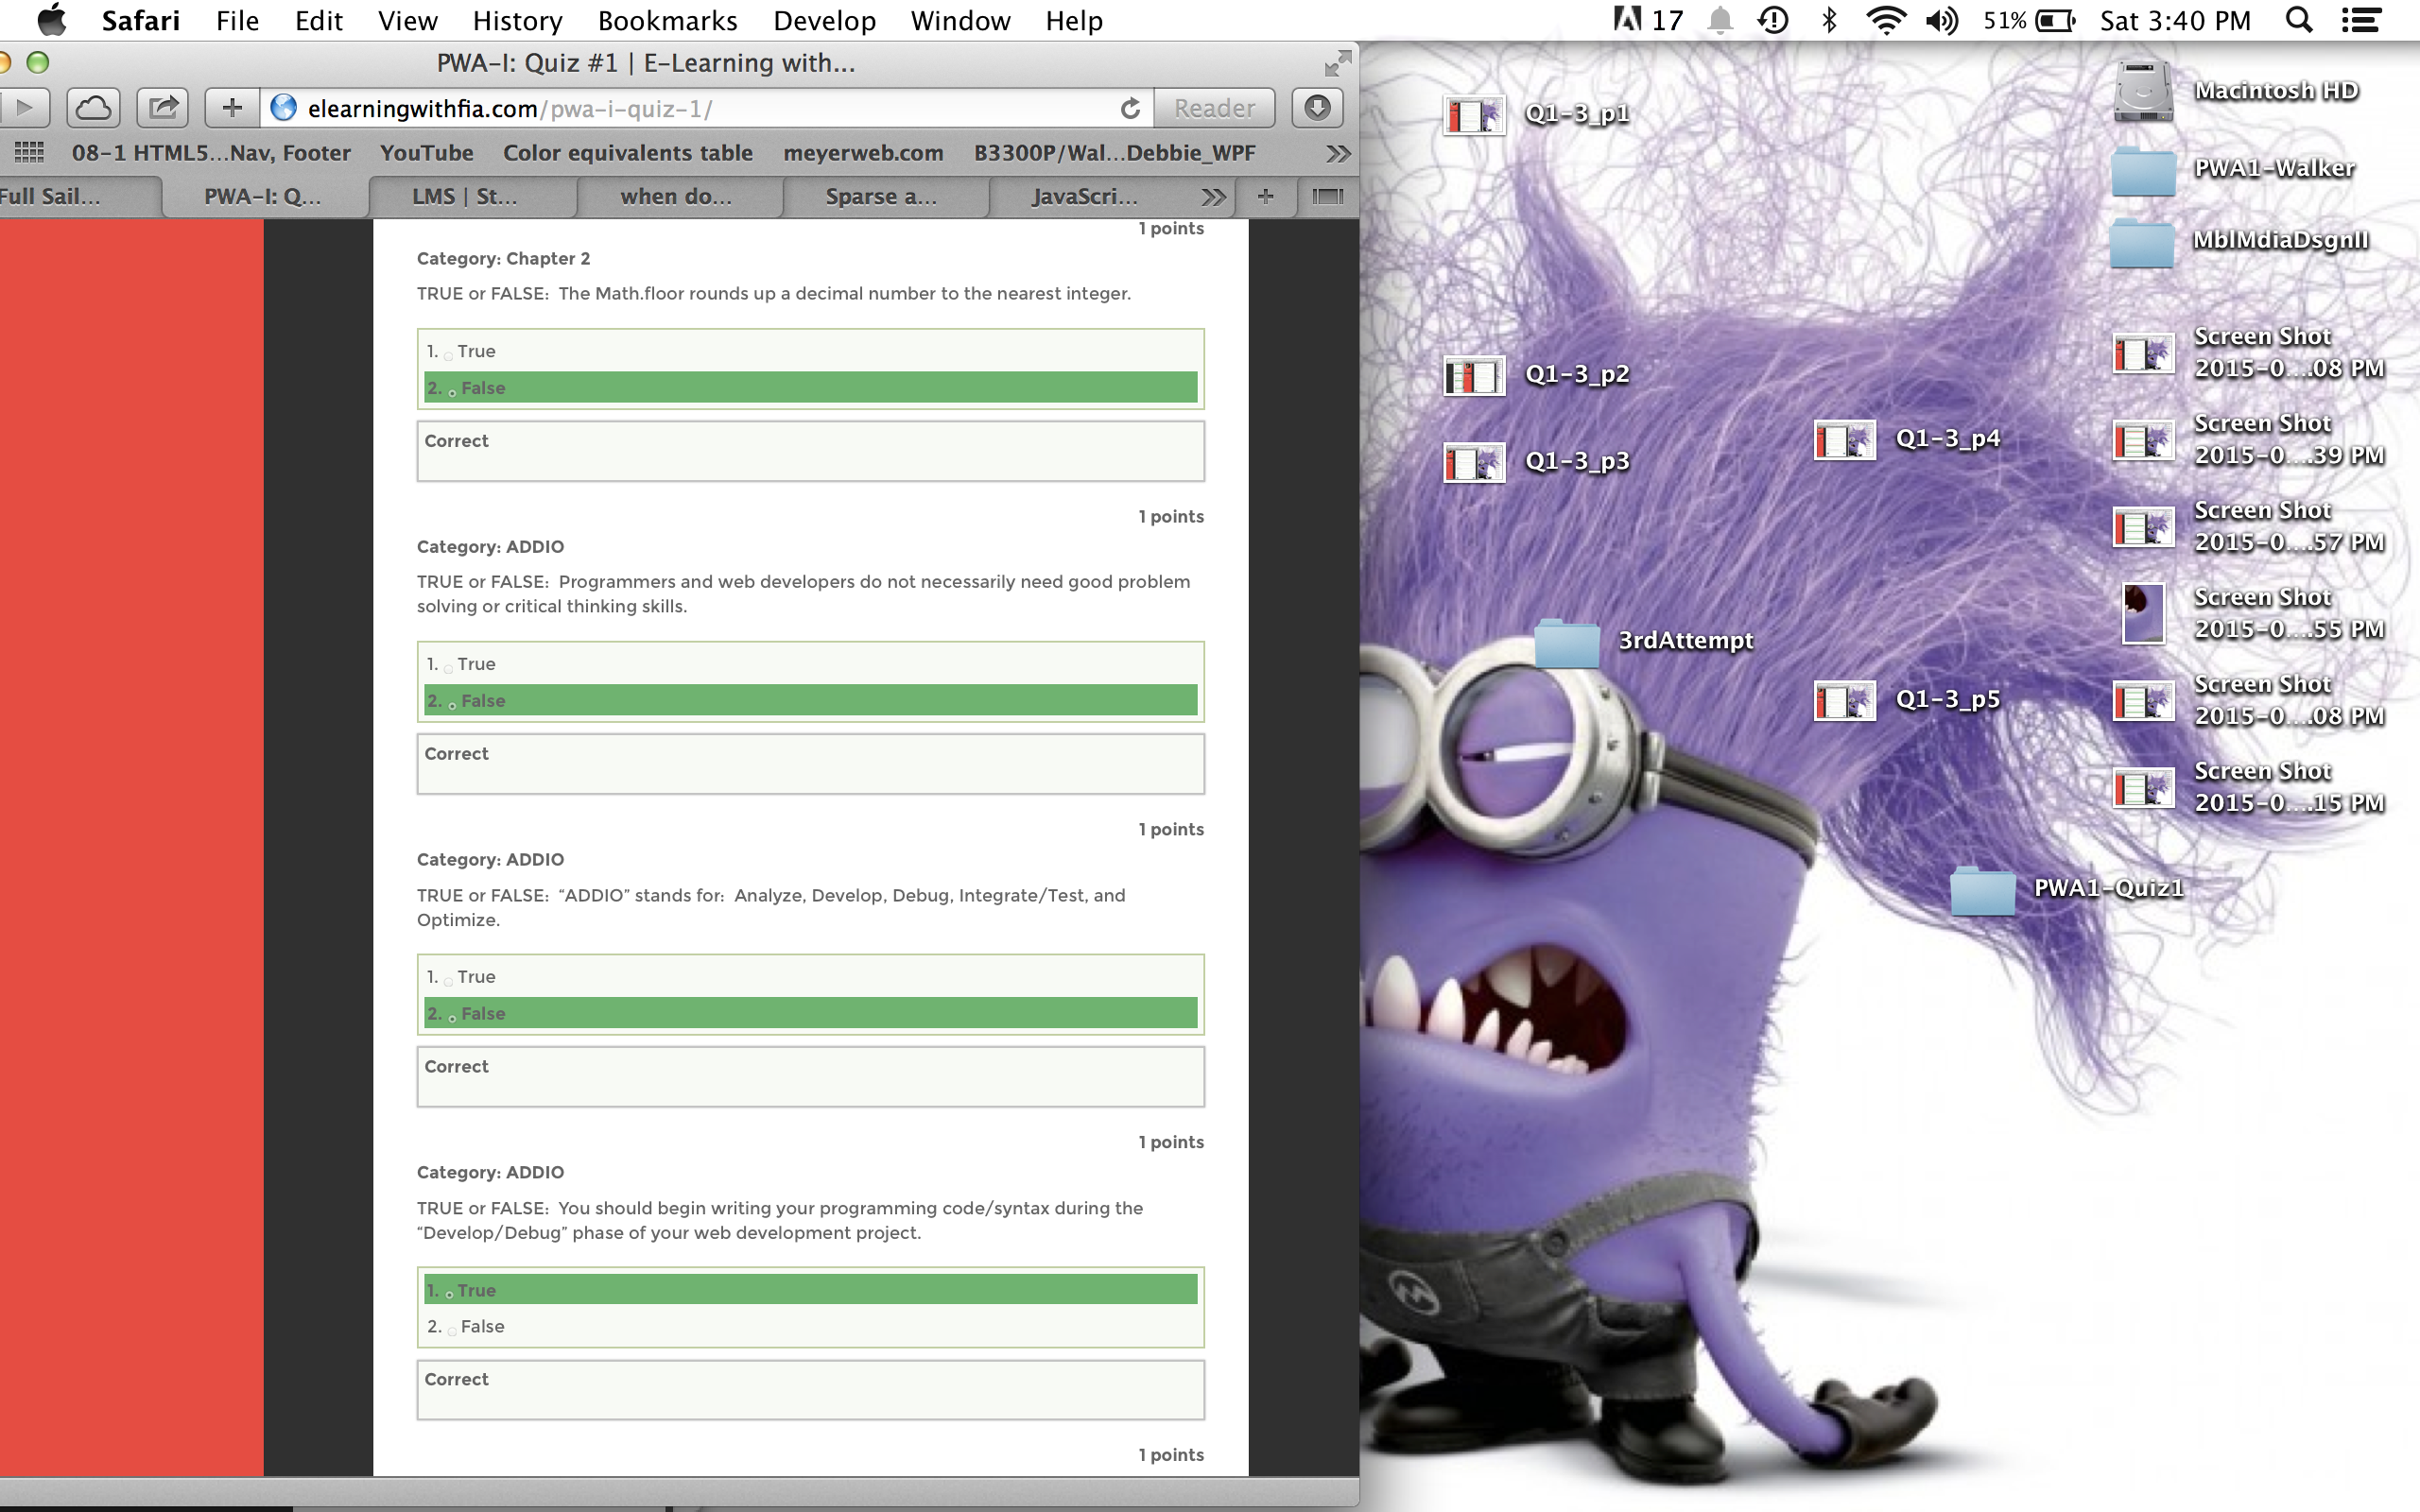 Safari File Edit View History Bookmarks Develop Window Help 17 51% Sat 3:40 PM
PWA-I: Quiz #1 | E-Learning with...
elearningwithfia.com/pwa-i-quiz-1/ Reader
08-1 HTML5...Nav, Footer YouTube Color equivalents table meyerweb.com B3300P/Wal...Debbie_WPF
Full Sail... PWA-I: Q... LMS | St... when do... Sparse a... JavaScri...
1 points
Category: Chapter 2
TRUE or FALSE: The Math.floor rounds up a decimal number to the nearest integer.
1. True
2. False
Correct
1 points
Category: ADDIO
TRUE or FALSE: Programmers and web developers do not necessarily need good problem
solving or critical thinking skills.
1. True
2. False
Correct
1 points
Category: ADDIO
TRUE or FALSE: “ADDIO” stands for: Analyze, Develop, Debug, Integrate/Test, and
Optimize.
1. True
2. False
Correct
1 points
Category: ADDIO
TRUE or FALSE: You should begin writing your programming code/syntax during the
“Develop/Debug” phase of your web development project.
1. True
2. False
Correct
1 points
Q1-3_p1
Q1-3_p2
Q1-3_p3
3rdAttempt
Q1-3_p4
Q1-3_p5
PWA1-Quiz1
Macintosh HD
PWA1-Walker
MblMdiaDsgnII
Screen Shot
2015-0....08 PM
Screen Shot
2015-0....39 PM
Screen Shot
2015-0....57 PM
Screen Shot
2015-0....55 PM
Screen Shot
2015-0....08 PM
Screen Shot
2015-0....15 PM